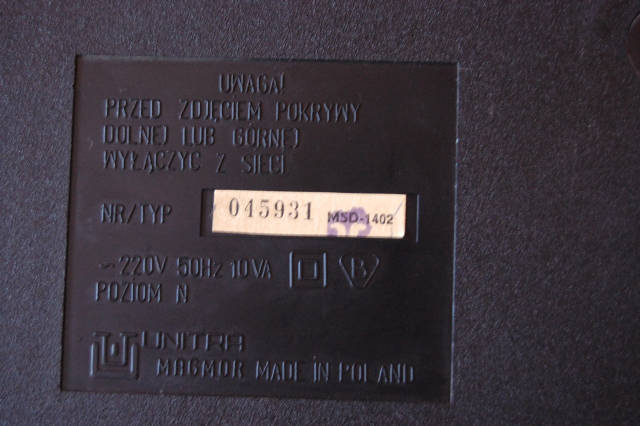 UWAGA!
PRZED ZDJĘCIEM POKRYWY
DOLNEJ LUB GÓRNEJ
WYŁĄCZYĆ Z SIECI
NR/TYP 045931 MSD-1402
~220V 50Hz 10VA B
POZIOM N
UNITRA
MAGMOR MADE iN POLAND